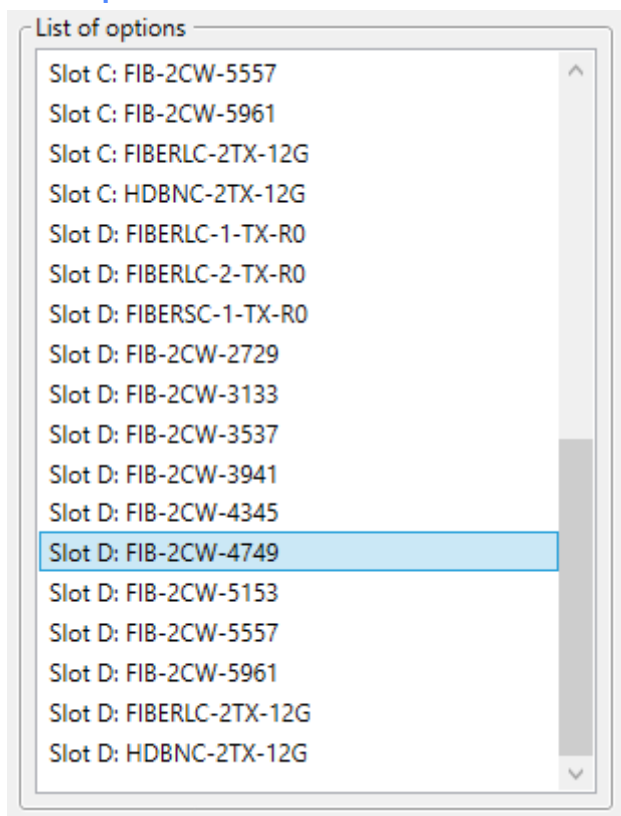 List of options
Slot C: FIB-2CW-5557
Slot C: FIB-2CW-5961
Slot C: FIBERLC-2TX-12G
Slot C: HDBNC-2TX-12G
Slot D: FIBERLC-1-TX-R0
Slot D: FIBERLC-2-TX-R0
Slot D: FIBERSC-1-TX-R0
Slot D: FIB-2CW-2729
Slot D: FIB-2CW-3133
Slot D: FIB-2CW-3537
Slot D: FIB-2CW-3941
Slot D: FIB-2CW-4345
Slot D: FIB-2CW-4749
Slot D: FIB-2CW-5153
Slot D: FIB-2CW-5557
Slot D: FIB-2CW-5961
Slot D: FIBERLC-2TX-12G
Slot D: HDBNC-2TX-12G